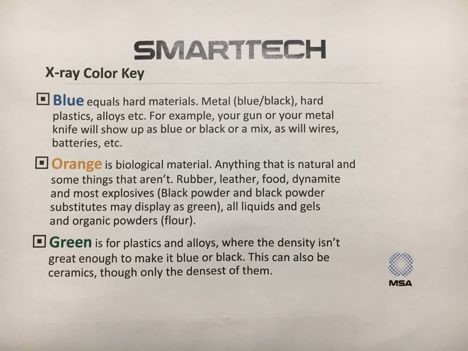 SMARTTECH
X-ray Color Key
Blue equals hard materials. Metal (blue/black), hard
plastics, alloys etc. For example, your gun or your metal
knife will show up as blue or black or a mix, as will wires,
batteries, etc.
Orange is biological material. Anything that is natural and
some things that aren't. Rubber, leather, food, dynamite
and most explosives (Black powder and black powder
substitutes may display as green), all liquids and gels
and organic powders (flour).
Green is for plastics and alloys, where the density isn't
great enough to make it blue or black. This can also be
ceramics, though only the densest of them.
MSA